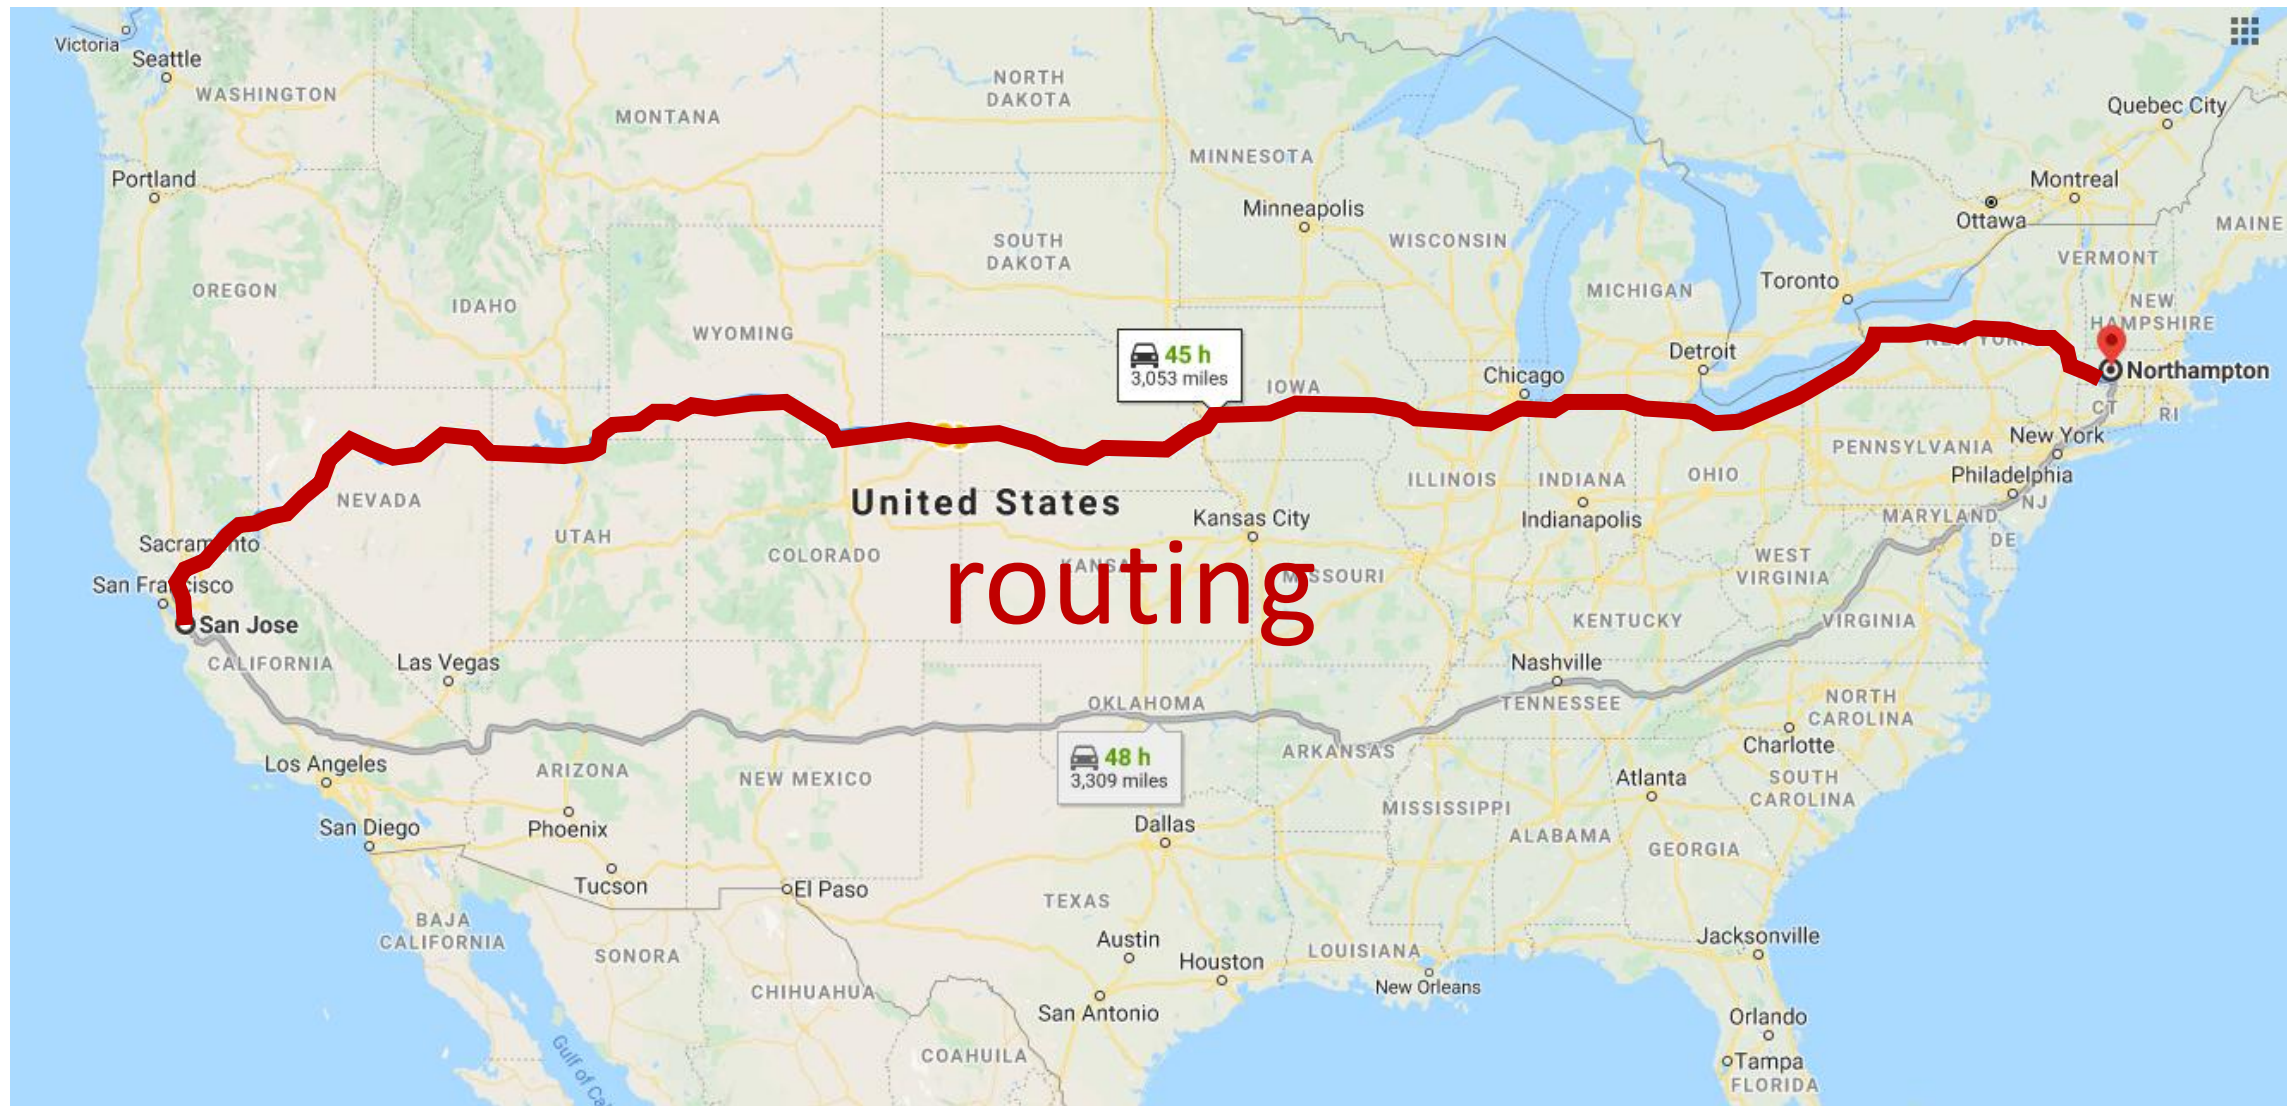 Victoria
Seattle
WASHINGTON
MONTANA
NORTH
DAKOTA
MINNESOTA
Quebec City
Portland
Minneapolis
Montreal
Ottawa
MAINE
OREGON
IDAHO
WYOMING
SOUTH
DAKOTA
WISCONSIN
MICHIGAN
Toronto
VERMONT
NEW
HAMPSHIRE
45 h
3,053 miles
IOWA
Chicago
Detroit
NEW YORK
Northampton
CT
RI
NEVADA
United States
ILLINOIS
INDIANA
OHIO
PENNSYLVANIA
New York
Philadelphia
NJ
Sacramento
UTAH
COLORADO
Kansas City
Indianapolis
MARYLAND
DE
San Francisco
KANSAS
routing
MISSOURI
WEST
VIRGINIA
San Jose
KENTUCKY
VIRGINIA
CALIFORNIA
Las Vegas
Nashville
OKLAHOMA
TENNESSEE
NORTH
CAROLINA
Los Angeles
ARIZONA
NEW MEXICO
48 h
3,309 miles
ARKANSAS
Charlotte
Atlanta
SOUTH
CAROLINA
San Diego
Phoenix
Dallas
MISSISSIPPI
ALABAMA
GEORGIA
Tucson
El Paso
TEXAS
BAJA
CALIFORNIA
SONORA
Austin
Houston
LOUISIANA
Jacksonville
CHIHUAHUA
San Antonio
New Orleans
Orlando
Gulf of
COAHUILA
Tampa
FLORIDA